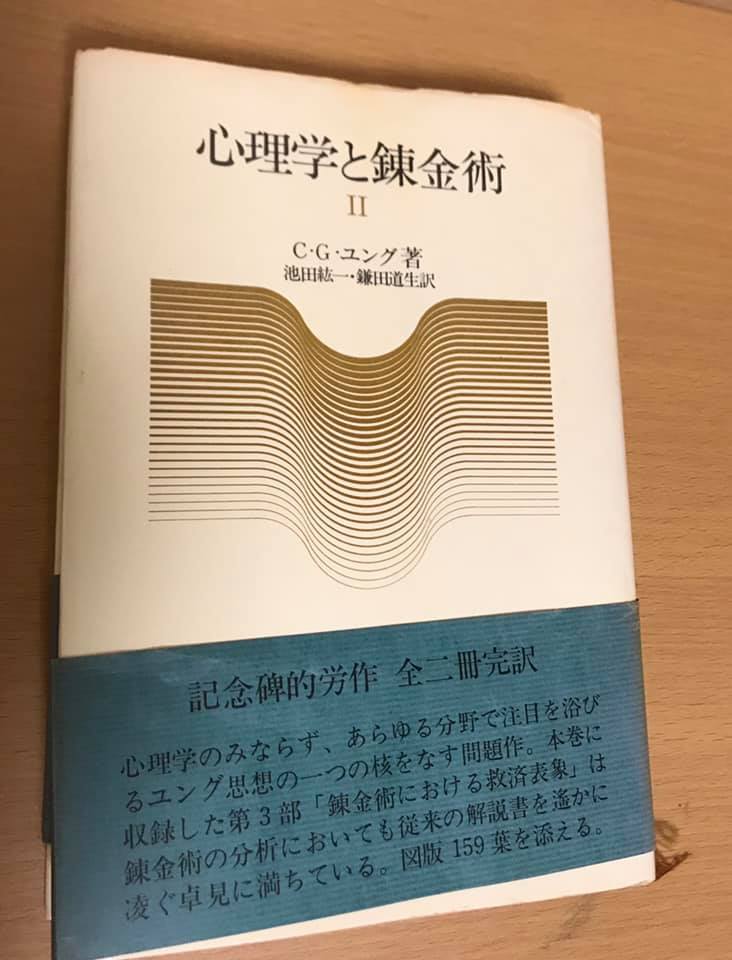 心理学と錬金術
II
C·G·ユング著
池田紘一·鎌田道生訳
記念碑的労作 全二冊完訳
心理学のみならず、あらゆる分野で注目を浴び
るユング思想の一つの核をなす問題作。本巻に
収録した第3部「錬金術における救済表象」は
錬金術の分析においても従来の解説書を遙かに
凌ぐ卓見に満ちている。図版159葉を添える。